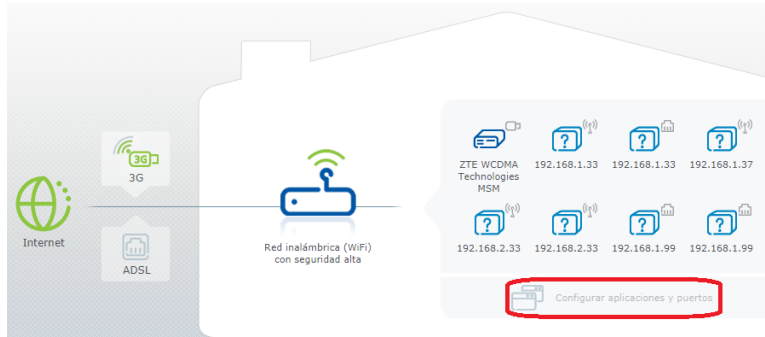 3G
3G
Internet
ADSL
Red inalámbrica (WiFi)
con seguridad alta
ZTE WCDMA
Technologies
MSM
192.168.1.33
192.168.1.33
192.168.1.37
192.168.2.33
192.168.2.33
192.168.1.99
192.168.1.99
Configurar aplicaciones y puertos